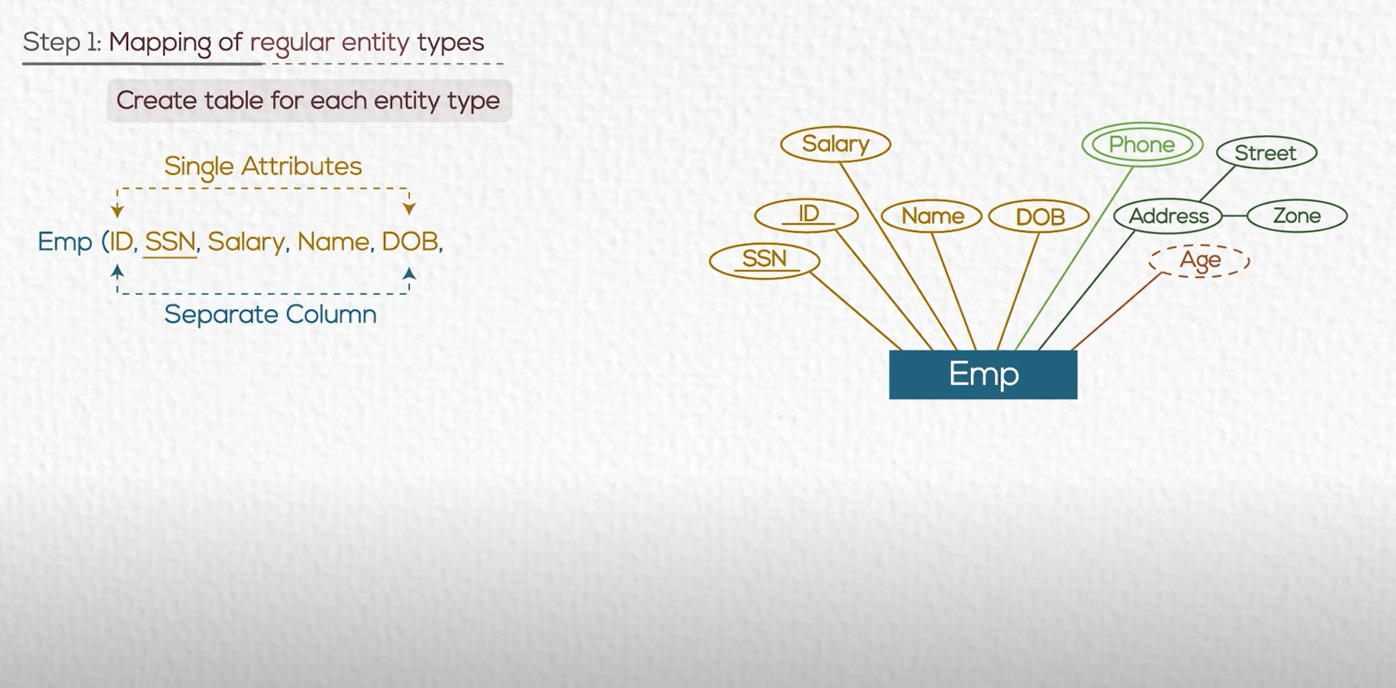 Step 1: Mapping of regular entity types
Create table for each entity type
Single Attributes
Emp (ID, SSN, Salary, Name, DOB,
Separate Column
Salary
Phone
Street
ID
Name
DOB
Address
Zone
SSN
Age
Emp